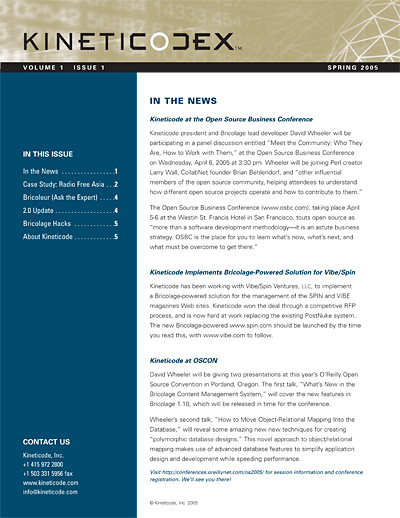 KINETICODEX™
VOLUME 1 ISSUE 1
SPRING 2005
IN THIS ISSUE
In the News . . . . . . . . . . . . . . . . .1
Case Study: Radio Free Asia . . .2
Bricoleur (Ask the Expert) . . . . .4
2.0 Update . . . . . . . . . . . . . . . . . .4
Bricolage Hacks . . . . . . . . . . . . .5
About Kineticode . . . . . . . . . . . .5
CONTACT US
Kineticode, Inc.
+1 415 972 2800
+1 503 331 5956 fax
www.kineticode.com
info@kineticode.com
IN THE NEWS
Kineticode at the Open Source Business Conference
Kineticode president and Bricolage lead developer David Wheeler will be
participating in a panel discussion entitled “Meet the Community: Who They
Are, How to Work with Them,” at the Open Source Business Conference
on Wednesday, April 6, 2005 at 3:30 pm. Wheeler will be joining Perl creator
Larry Wall, CollabNet founder Brian Behlendorf, and “other influential
members of the open source community, helping attendees to understand
how different open source projects operate and how to contribute to them.”
The Open Source Business Conference (www.osbc.com), taking place April
5-6 at the Westin St. Francis Hotel in San Francisco, touts open source as
“more than a software development methodology—it is an astute business
strategy. OSBC is the place for you to learn what’s now, what’s next, and
what must be overcome to get there.”
Kineticode Implements Bricolage-Powered Solution for Vibe/Spin
Kineticode has been working with Vibe/Spin Ventures, LLC, to implement
a Bricolage-powered solution for the management of the SPIN and VIBE
magazines Web sites. Kineticode won the deal through a competitive RFP
process, and is now hard at work replacing the existing PostNuke system.
The new Bricolage-powered www.spin.com should be launched by the time
you read this, with www.vibe.com to follow.
Kineticode at OSCON
David Wheeler will be giving two presentations at this year’s O’Reilly Open
Source Convention in Portland, Oregon. The first talk, “What’s New in the
Bricolage Content Management System,” will cover the new features in
Bricolage 1.10, which will be released in time for the conference.
Wheeler’s second talk, “How to Move Object-Relational Mapping Into the
Database,” will reveal some amazing new new techniques for creating
“polymorphic database designs.” This novel approach to object/relational
mapping makes use of advanced database features to simplify application
design and development while speeding performance.
Visit http://conferences.oreillynet.com/os2005/ for session information and conference
registration. We’ll see you there!
© Kineticode, Inc. 2005